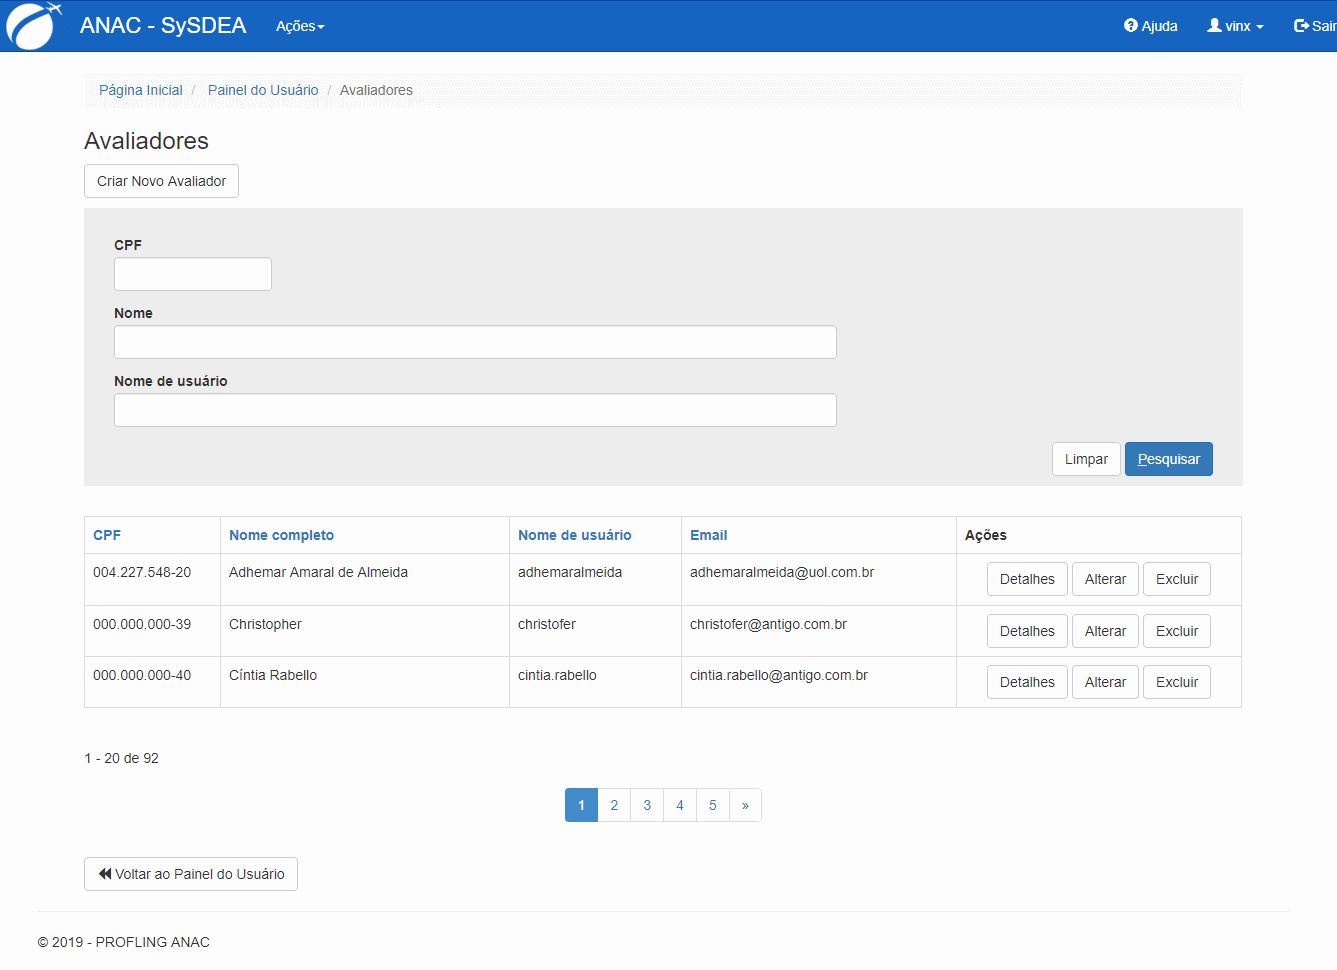 ANAC - SySDEA Ações Ajuda vinx Sair
Página Inicial / Painel do Usuário / Avaliadores
Avaliadores
Criar Novo Avaliador
CPF
Nome
Nome de usuário
Limpar Pesquisar
CPF Nome completo Nome de usuário Email Ações
004.227.548-20 Adhemar Amaral de Almeida adhemaralmeida adhemaralmeida@uol.com.br Detalhes Alterar Excluir
000.000.000-39 Christopher christofer christofer@antigo.com.br Detalhes Alterar Excluir
000.000.000-40 Cíntia Rabello cintia.rabello cintia.rabello@antigo.com.br Detalhes Alterar Excluir
1 - 20 de 92
1 2 3 4 5 »
Voltar ao Painel do Usuário
© 2019 - PROFLING ANAC